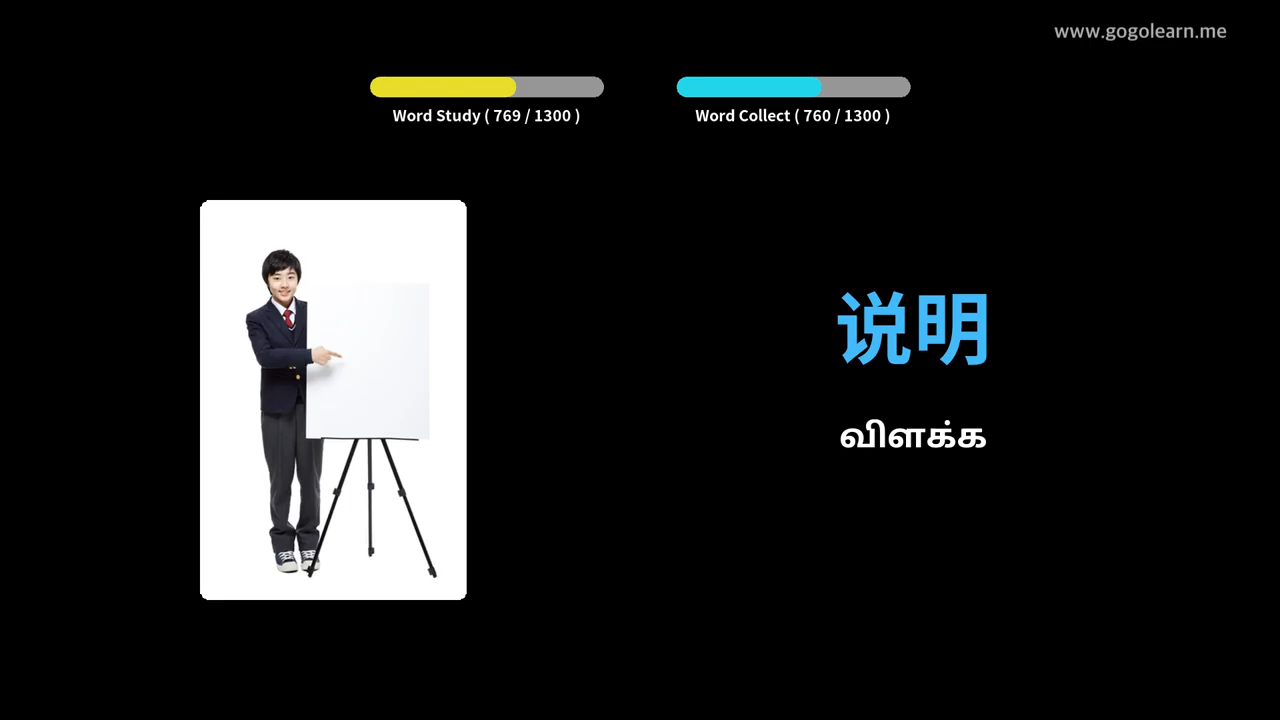 www.gogolearn.me
Word Study ( 769 / 1300 )
Word Collect ( 760 / 1300 )
说明
விளக்க